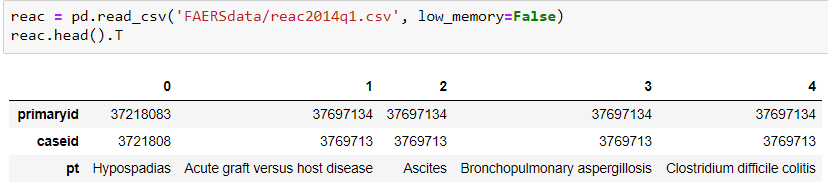 reac = pd.read_csv('FAERSdata/reac2014q1.csv', low_memory=False)
reac.head().T
0 1 2 3 4
primaryid 37218083 37697134 37697134 37697134 37697134
caseid 3721808 3769713 3769713 3769713 3769713
pt Hypospadias Acute graft versus host disease Ascites Bronchopulmonary aspergillosis Clostridium difficile colitis